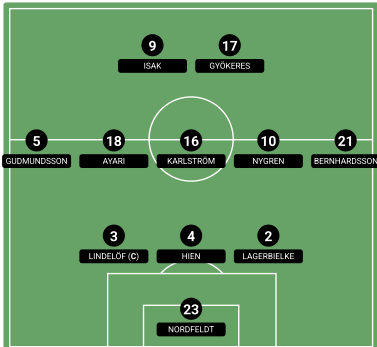 9 17
ISAK GYÖKERES
5 18 16 10 21
GUDMUNDSSON AYARI KARLSTRÖM NYGREN BERNHARDSSON
3 4 2
LINDELÖF (C) HIEN LAGERBIELKE
23
NORDFELDT